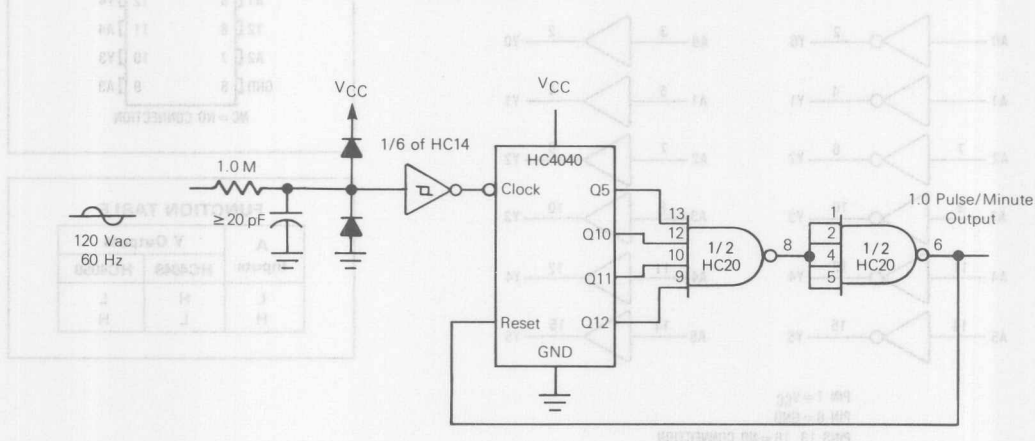 VCC
VCC
1/6 of HC14
HC4040
1.0 M
Clock
Q5
1.0 Pulse/Minute
Output
13
1
≥20 pF
12
2
120 Vac
60 Hz
Q10
1/2
HC20
8
1/2
HC20
6
10
4
Q11
9
5
Reset
Q12
GND